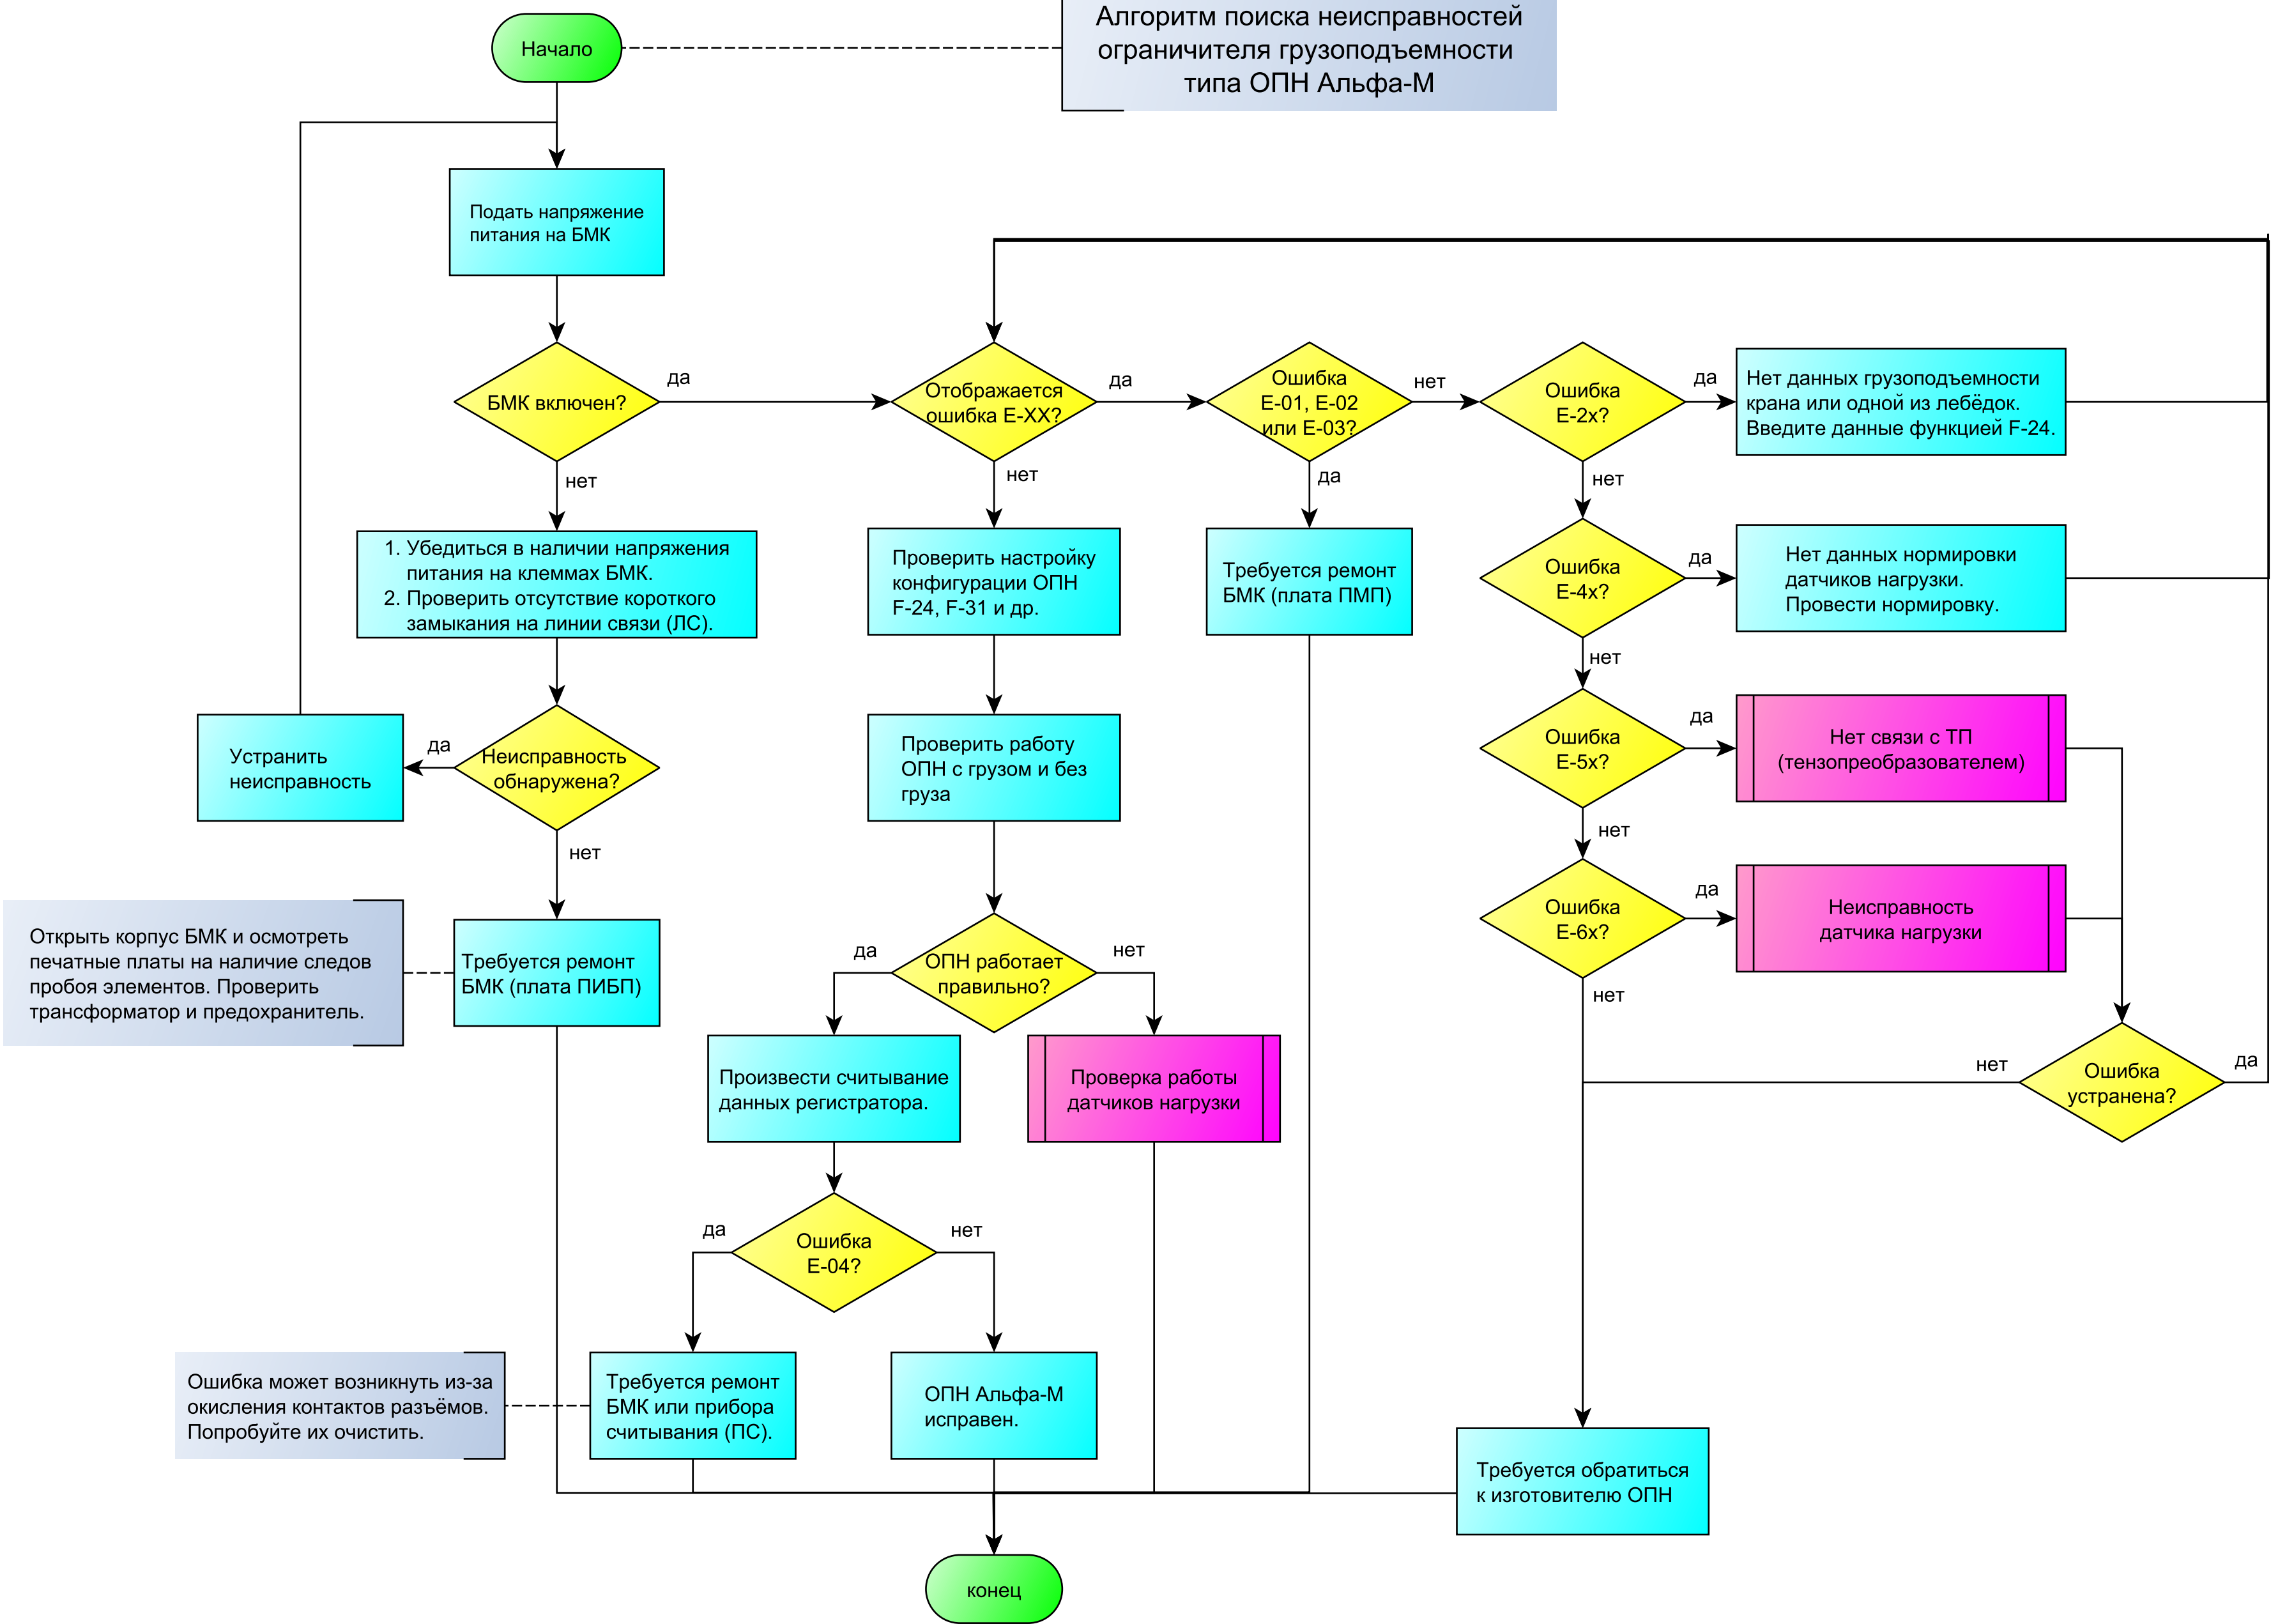 Алгоритм поиска неисправностей
ограничителя грузоподъемности
типа ОПН Альфа-М
Начало
Подать напряжение
питания на БМК
БМК включен?
да
Отображается
ошибка E-XX?
да
Ошибка
E-01, E-02
или E-03?
нет
Ошибка
E-2x?
да
Нет данных грузоподъемности
крана или одной из лебёдок.
Введите данные функцией F-24.
нет
нет
да
нет
1. Убедиться в наличии напряжения
питания на клеммах БМК.
2. Проверить отсутствие короткого
замыкания на линии связи (ЛС).
Проверить настройку
конфигурации ОПН
F-24, F-31 и др.
Требуется ремонт
БМК (плата ПМП)
Ошибка
E-4x?
да
Нет данных нормировки
датчиков нагрузки.
Провести нормировку.
нет
Устранить
неисправность
да
Неисправность
обнаружена?
Проверить работу
ОПН с грузом и без
груза
Ошибка
E-5x?
да
Нет связи с ТП
(тензопреобразователем)
нет
нет
Открыть корпус БМК и осмотреть
печатные платы на наличие следов
пробоя элементов. Проверить
трансформатор и предохранитель.
Требуется ремонт
БМК (плата ПИБП)
да
ОПН работает
правильно?
нет
Ошибка
E-6x?
да
Неисправность
датчика нагрузки
нет
Произвести считывание
данных регистратора.
Проверка работы
датчиков нагрузки
нет
Ошибка
устранена?
да
да
Ошибка
E-04?
нет
Ошибка может возникнуть из-за
окисления контактов разъёмов.
Попробуйте их очистить.
Требуется ремонт
БМК или прибора
считывания (ПС).
ОПН Альфа-М
исправен.
Требуется обратиться
к изготовителю ОПН
конец